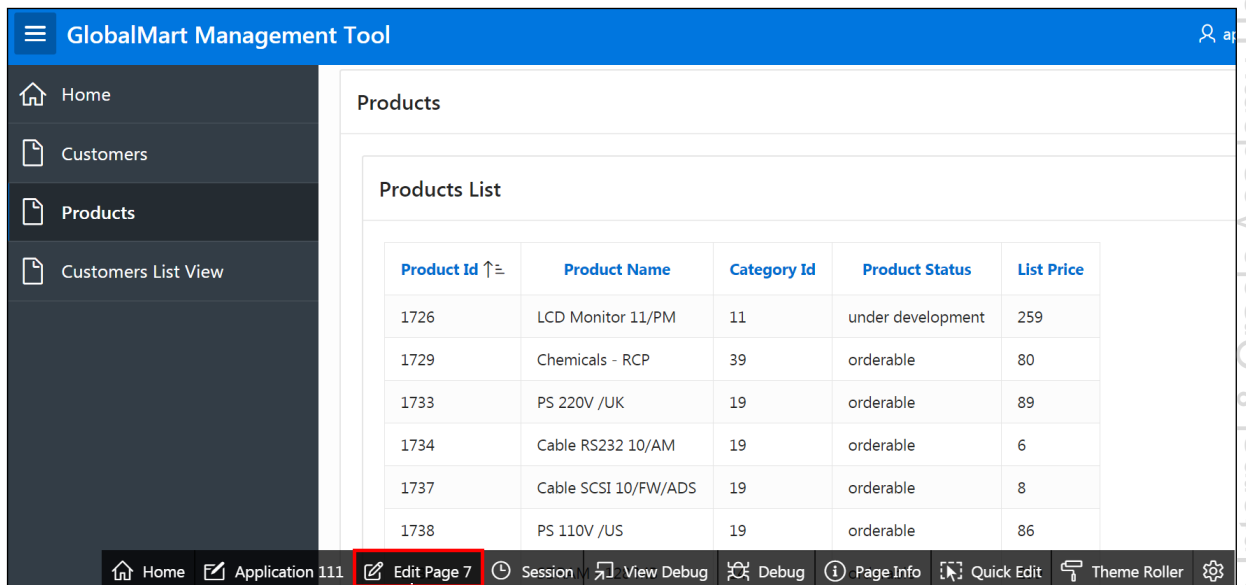 GlobalMart Management Tool
ap
Home
Customers
Products
Customers List View
Products
Products List
Product Id Product Name Category Id Product Status List Price
1726 LCD Monitor 11/PM 11 under development 259
1729 Chemicals - RCP 39 orderable 80
1733 PS 220V /UK 19 orderable 89
1734 Cable RS232 10/AM 19 orderable 6
1737 Cable SCSI 10/FW/ADS 19 orderable 8
1738 PS 110V /US 19 orderable 86
Home Application 111 Edit Page 7 Session View Debug Debug Page Info Quick Edit Theme Roller